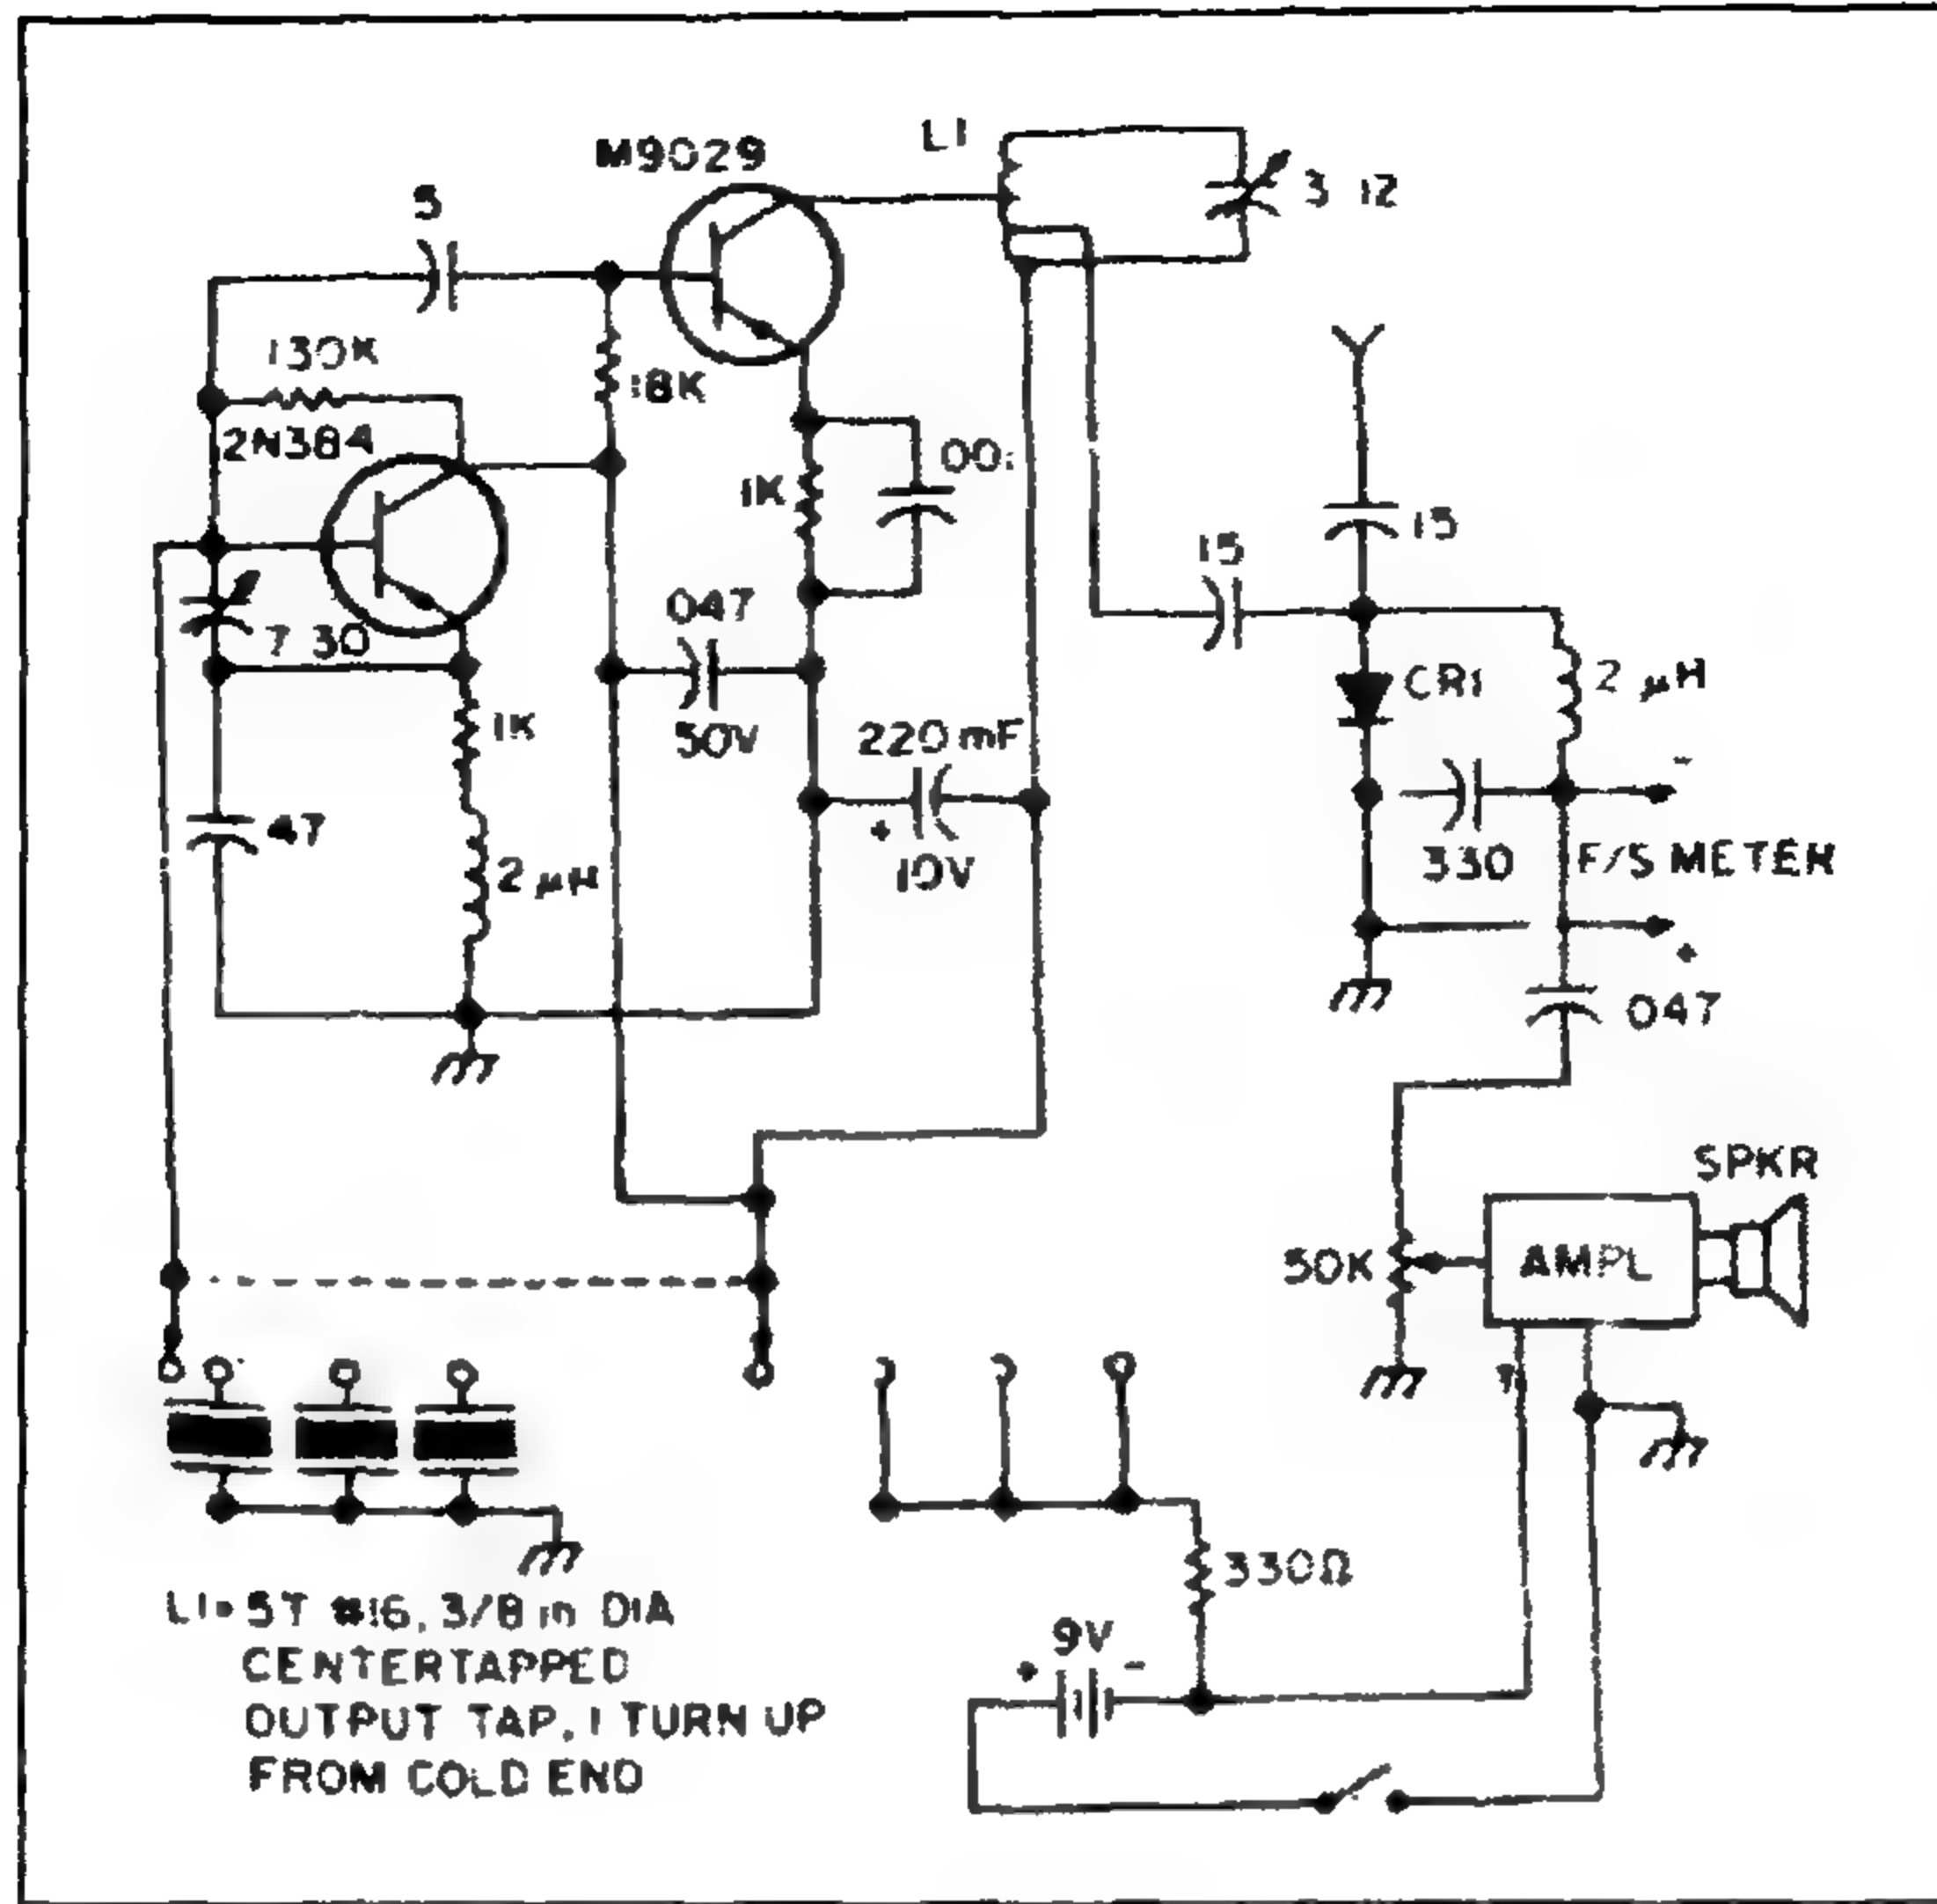 M9029
L1
3 12
5
130K
18K
2N384
1K
00
15
15
047
7 30
CR1
2 µH
1K
50V
220 mF
-
+
10V
47
2 µH
330
F/S METER
+
047
SPKR
50K
AMPL
330Ω
L1= 5T #16, 3/8 in DIA
CENTERTAPPED
OUTPUT TAP, 1 TURN UP
FROM COLD END
9V
+ -